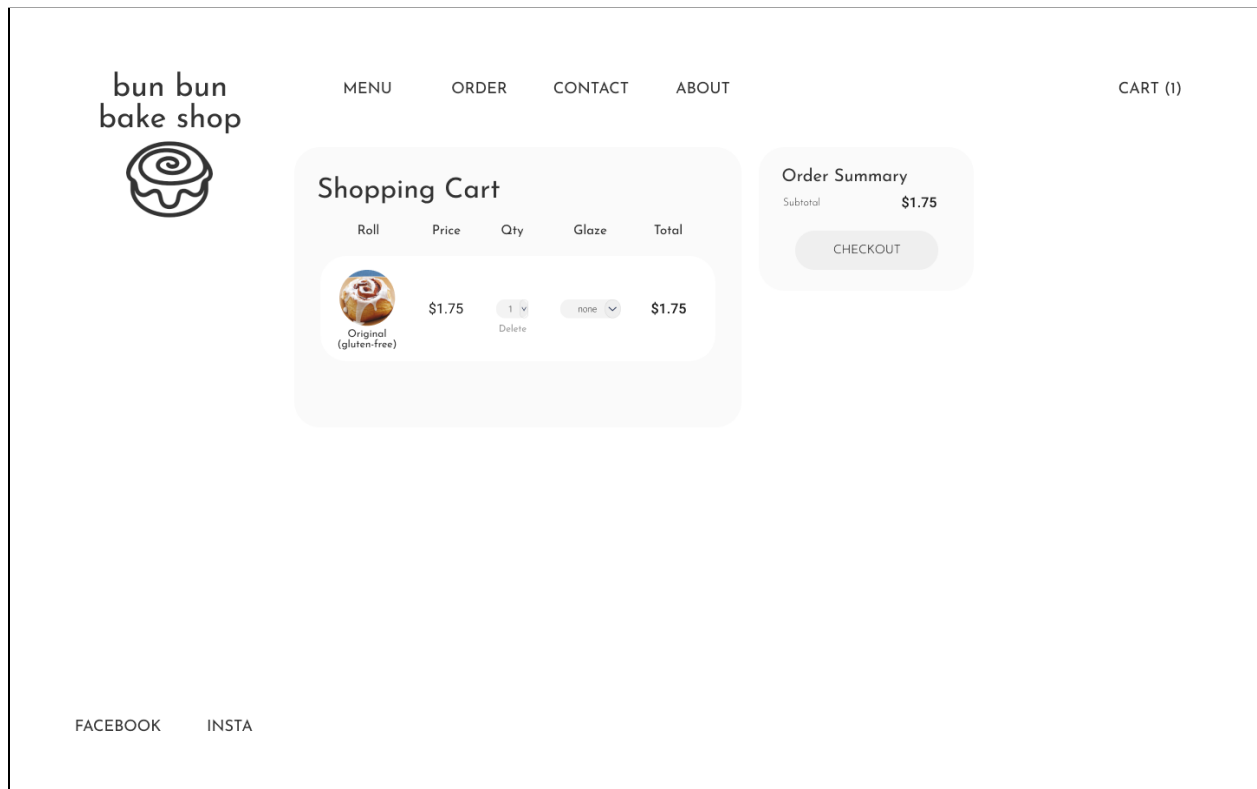 bun bun
bake shop
MENU ORDER CONTACT ABOUT CART (1)
Shopping Cart
Roll Price Qty Glaze Total
$1.75 1 none $1.75
Delete
Original
(gluten-free)
Order Summary
Subtotal $1.75
CHECKOUT
FACEBOOK INSTA